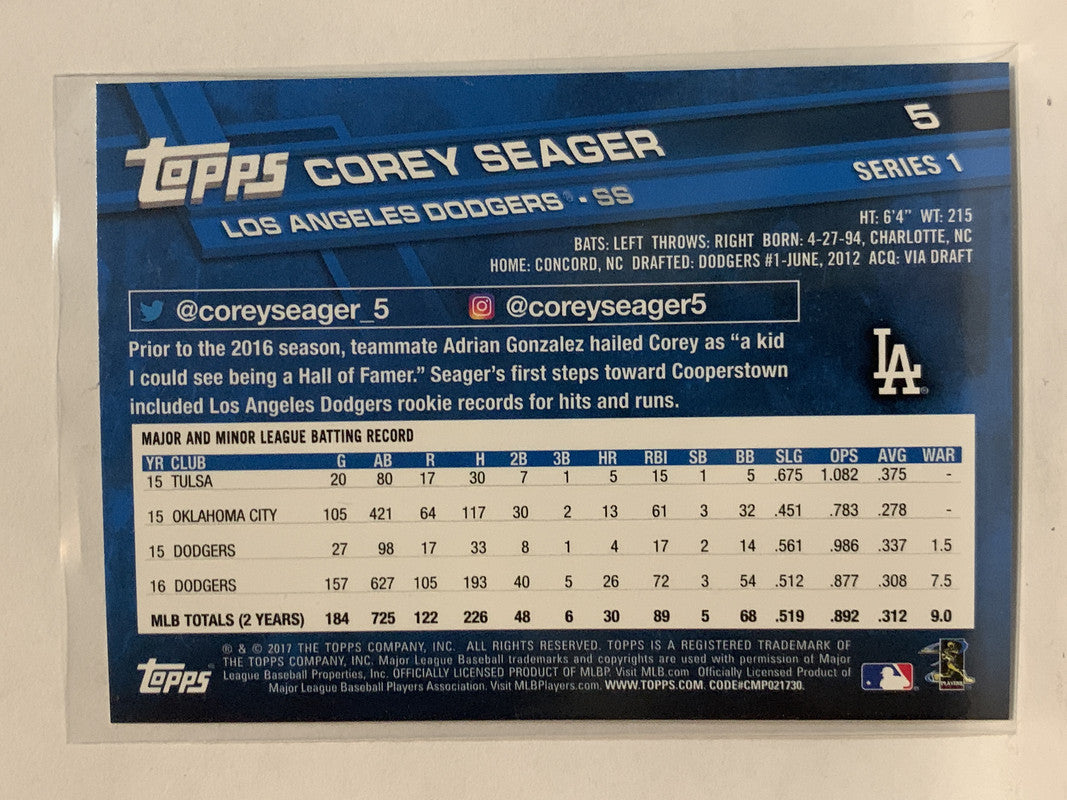 5
TOPPS COREY SEAGER
SERIES 1
LOS ANGELES DODGERS® • SS
HT: 6'4" WT: 215
BATS: LEFT THROWS: RIGHT BORN: 4-27-94, CHARLOTTE, NC
HOME: CONCORD, NC DRAFTED: DODGERS #1-JUNE, 2012 ACQ: VIA DRAFT
@coreyseager_5 @coreyseager5
Prior to the 2016 season, teammate Adrian Gonzalez hailed Corey as “a kid
I could see being a Hall of Famer.” Seager's first steps toward Cooperstown
included Los Angeles Dodgers rookie records for hits and runs.
LA
MAJOR AND MINOR LEAGUE BATTING RECORD
YR CLUB G AB R H 2B 3B HR RBI SB BB SLG OPS AVG WAR
15 TULSA 20 80 17 30 7 1 5 15 1 5 .675 1.082 .375 -
15 OKLAHOMA CITY 105 421 64 117 30 2 13 61 3 32 .451 .783 .278 -
15 DODGERS 27 98 17 33 8 1 4 17 2 14 .561 .986 .337 1.5
16 DODGERS 157 627 105 193 40 5 26 72 3 54 .512 .877 .308 7.5
MLB TOTALS (2 YEARS) 184 725 122 226 48 6 30 89 5 68 .519 .892 .312 9.0
® & © 2017 THE TOPPS COMPANY, INC. ALL RIGHTS RESERVED. TOPPS IS A REGISTERED TRADEMARK OF
THE TOPPS COMPANY, INC. Major League Baseball trademarks and copyrights are used with permission of Major
League Baseball Properties, Inc. OFFICIALLY LICENSED PRODUCT OF MLBP. Visit MLB.com Officially Licensed Product of
Major League Baseball Players Association. Visit MLBPlayers.com. WWW.TOPPS.COM. CODE#CMP021730.
TOPPS